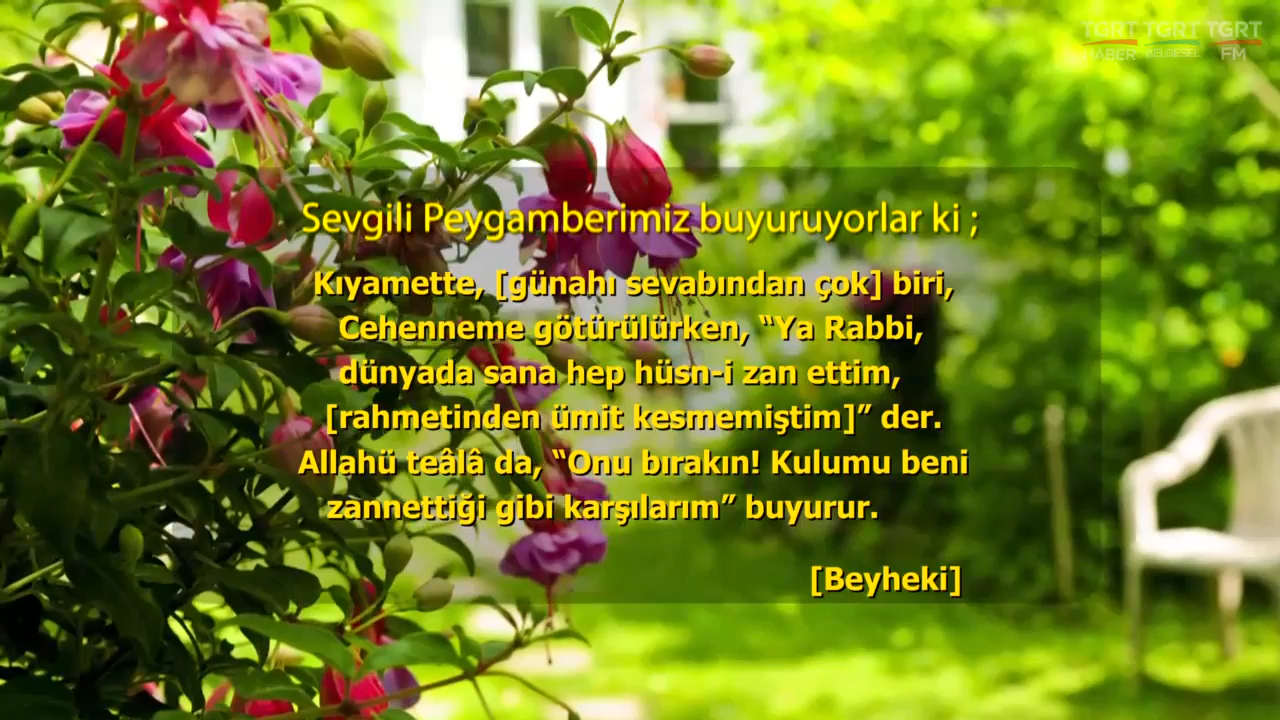 TGRT TGRT TGRT
HABER BELGESEL FM
Sevgili Peygamberimiz buyuruyorlar ki ;
Kıyamette, [günahı sevabından çok] biri,
Cehenneme götürülürken, “Ya Rabbi,
dünyada sana hep hüsn-i zan ettim,
[rahmetinden ümit kesmemiştim]” der.
Allahü teâlâ da, “Onu bırakın! Kulumu beni
zannettiği gibi karşılarım” buyurur.
[Beyheki]